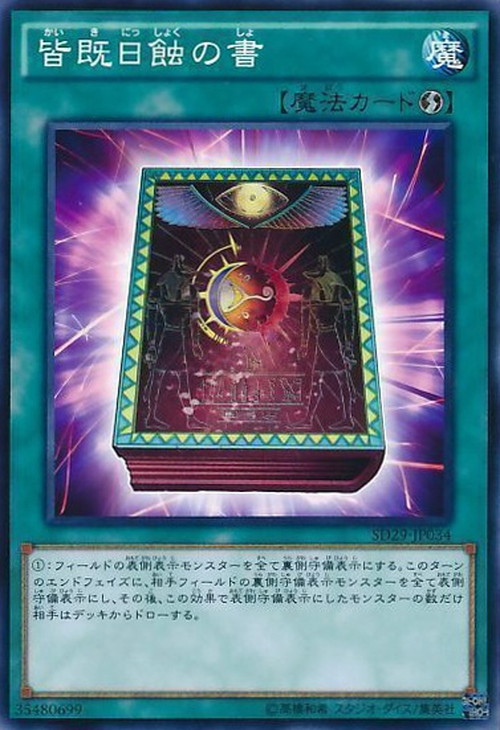 かい き にっ しょく しょ
皆既日蝕の書
魔
【魔法カード】
SD29-JP034
①：フィールドの表側表示モンスターを全て裏側守備表示にする。このターン
のエンドフェイズに、相手フィールドの裏側守備表示モンスターを全て表側
守備表示にし、その後、この効果で表側守備表示にしたモンスターの数だけ
相手はデッキからドローする。
35480699
©高橋和希 スタジオ・ダイス/集英社